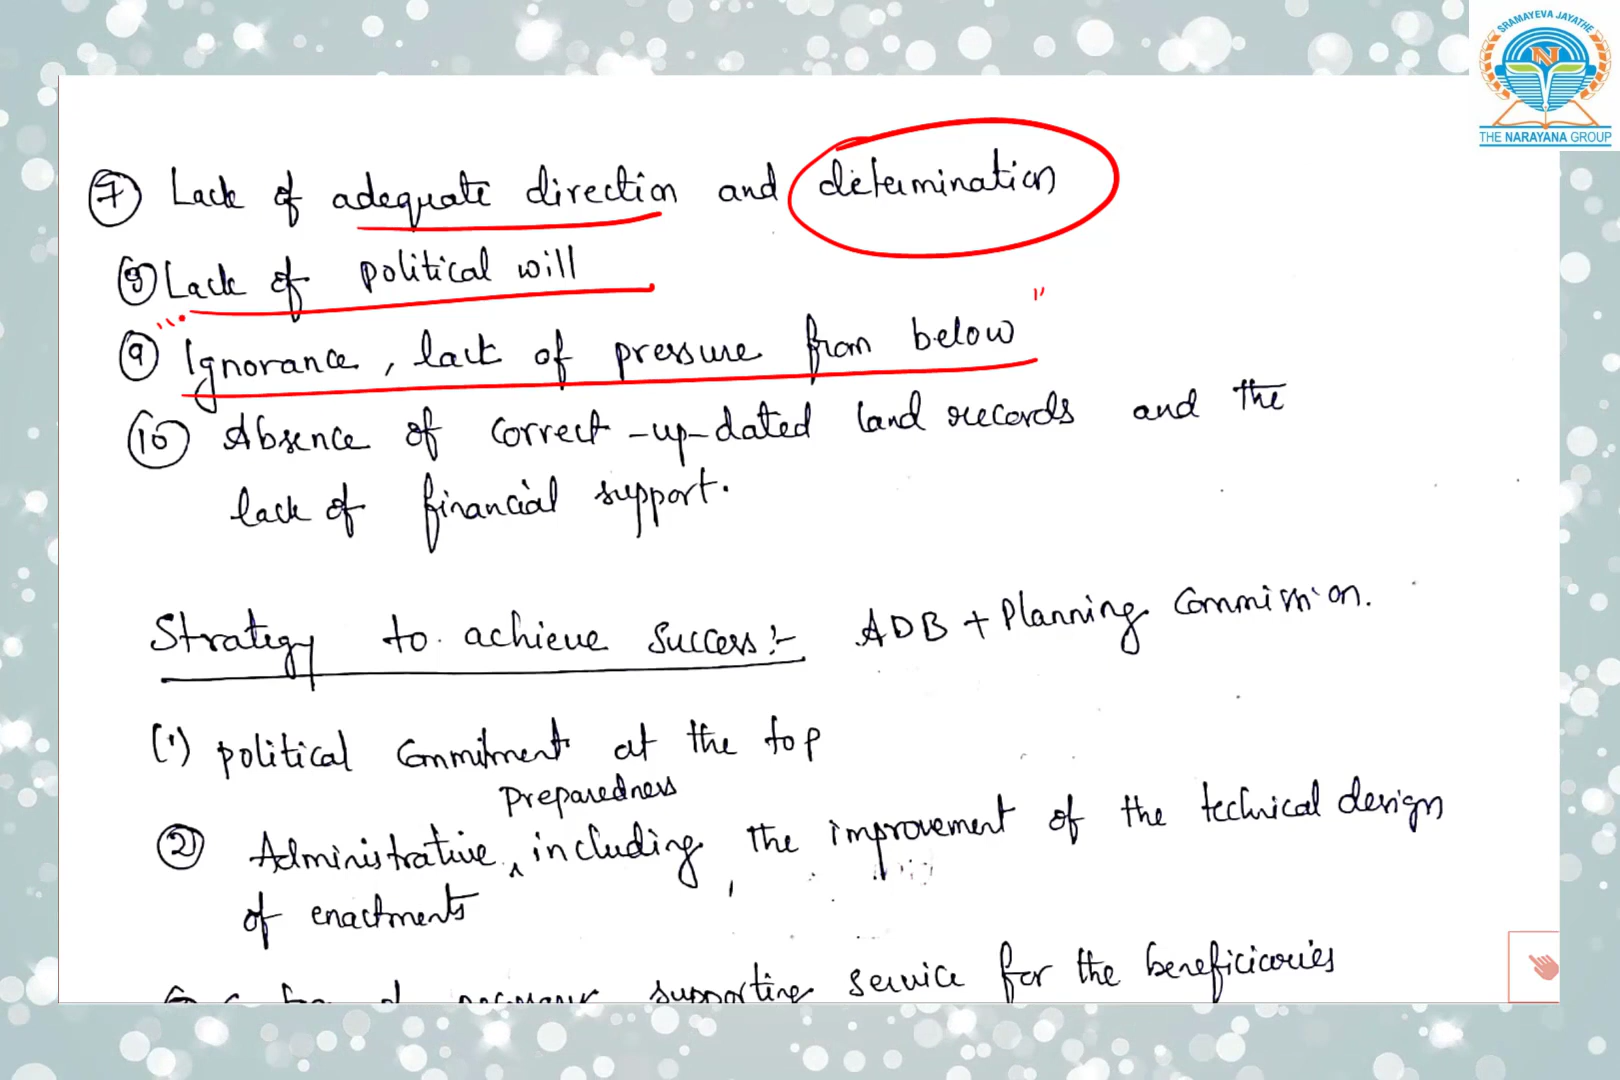 SRAMAYEVA JAYATHE
N
THE NARAYANA GROUP
7 Lack of adequate direction and determination
8 Lack of political will
9 "Ignorance, lack of pressure from below"
10 Absence of correct-up-dated land records and the
lack of financial support.
Strategy to achieve success:- ADB + Planning Commission.
(1) political Commitment at the top
preparedness
2 Administrative ^ including, the improvement of the technical design
of enactments
supporting service for the beneficiaries